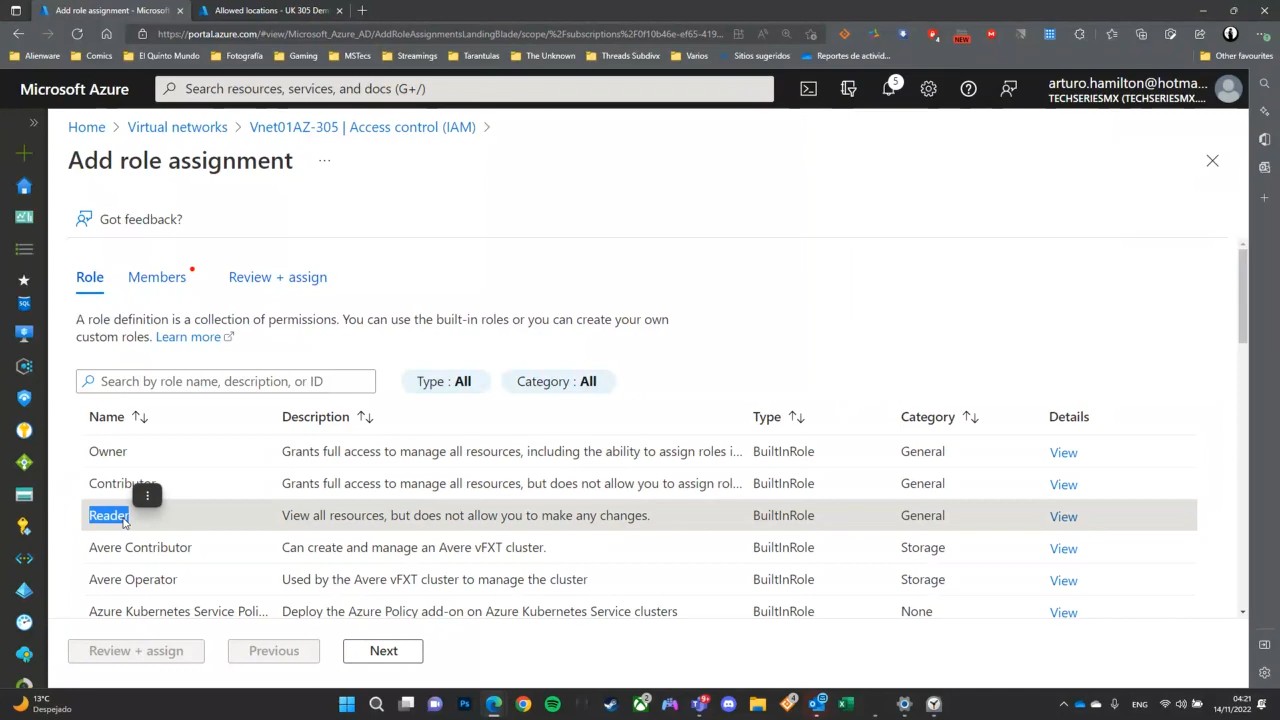 Add role assignment - Microsoft
Allowed locations - UK 305 Dem
https://portal.azure.com/#view/Microsoft_Azure_AD/AddRoleAssignmentsLandingBlade/scope/%2Fsubscriptions%2F0f10b46e-ef65-419...
Alienware
Comics
El Quinto Mundo
Fotografía
Gaming
MSTecs
Streamings
Tarantulas
The Unknown
Threads Subdivx
Varios
Sitios sugeridos
Reportes de activid...
Other favourites
Microsoft Azure
Search resources, services, and docs (G+/)
5
arturo.hamilton@hotma...
TECHSERIESMX (TECHSERIESMX....
Home > Virtual networks > Vnet01AZ-305 | Access control (IAM) >
Add role assignment ...
Got feedback?
Role
Members
Review + assign
A role definition is a collection of permissions. You can use the built-in roles or you can create your own
custom roles. Learn more
Search by role name, description, or ID
Type : All
Category : All
Name Description Type Category Details
Owner Grants full access to manage all resources, including the ability to assign roles i... BuiltInRole General View
Contributor Grants full access to manage all resources, but does not allow you to assign rol... BuiltInRole General View
Reader View all resources, but does not allow you to make any changes. BuiltInRole General View
Avere Contributor Can create and manage an Avere vFXT cluster. BuiltInRole Storage View
Avere Operator Used by the Avere vFXT cluster to manage the cluster BuiltInRole Storage View
Azure Kubernetes Service Poli... Deploy the Azure Policy add-on on Azure Kubernetes Service clusters BuiltInRole None View
Review + assign
Previous
Next
13°C
Despejado
ENG
04:21
14/11/2022